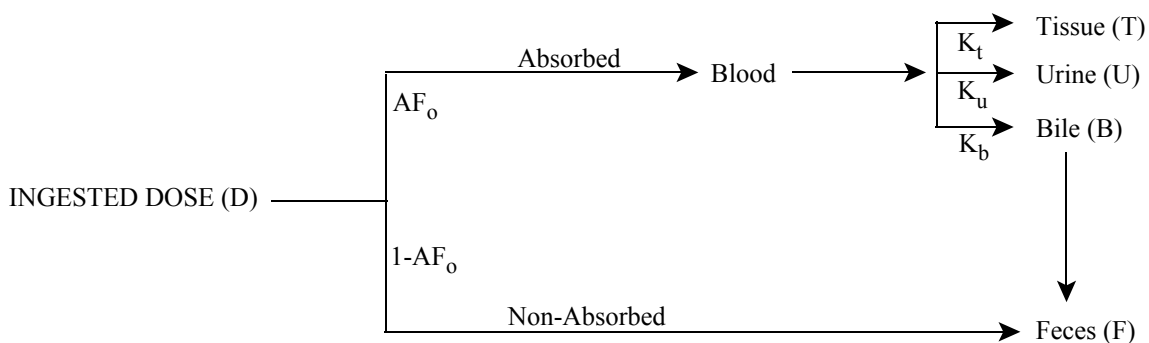 Tissue (T)
Absorbed
Blood
K_t
Urine (U)
AF_o
K_u
Bile (B)
K_b
INGESTED DOSE (D)
1-AF_o
Non-Absorbed
Feces (F)